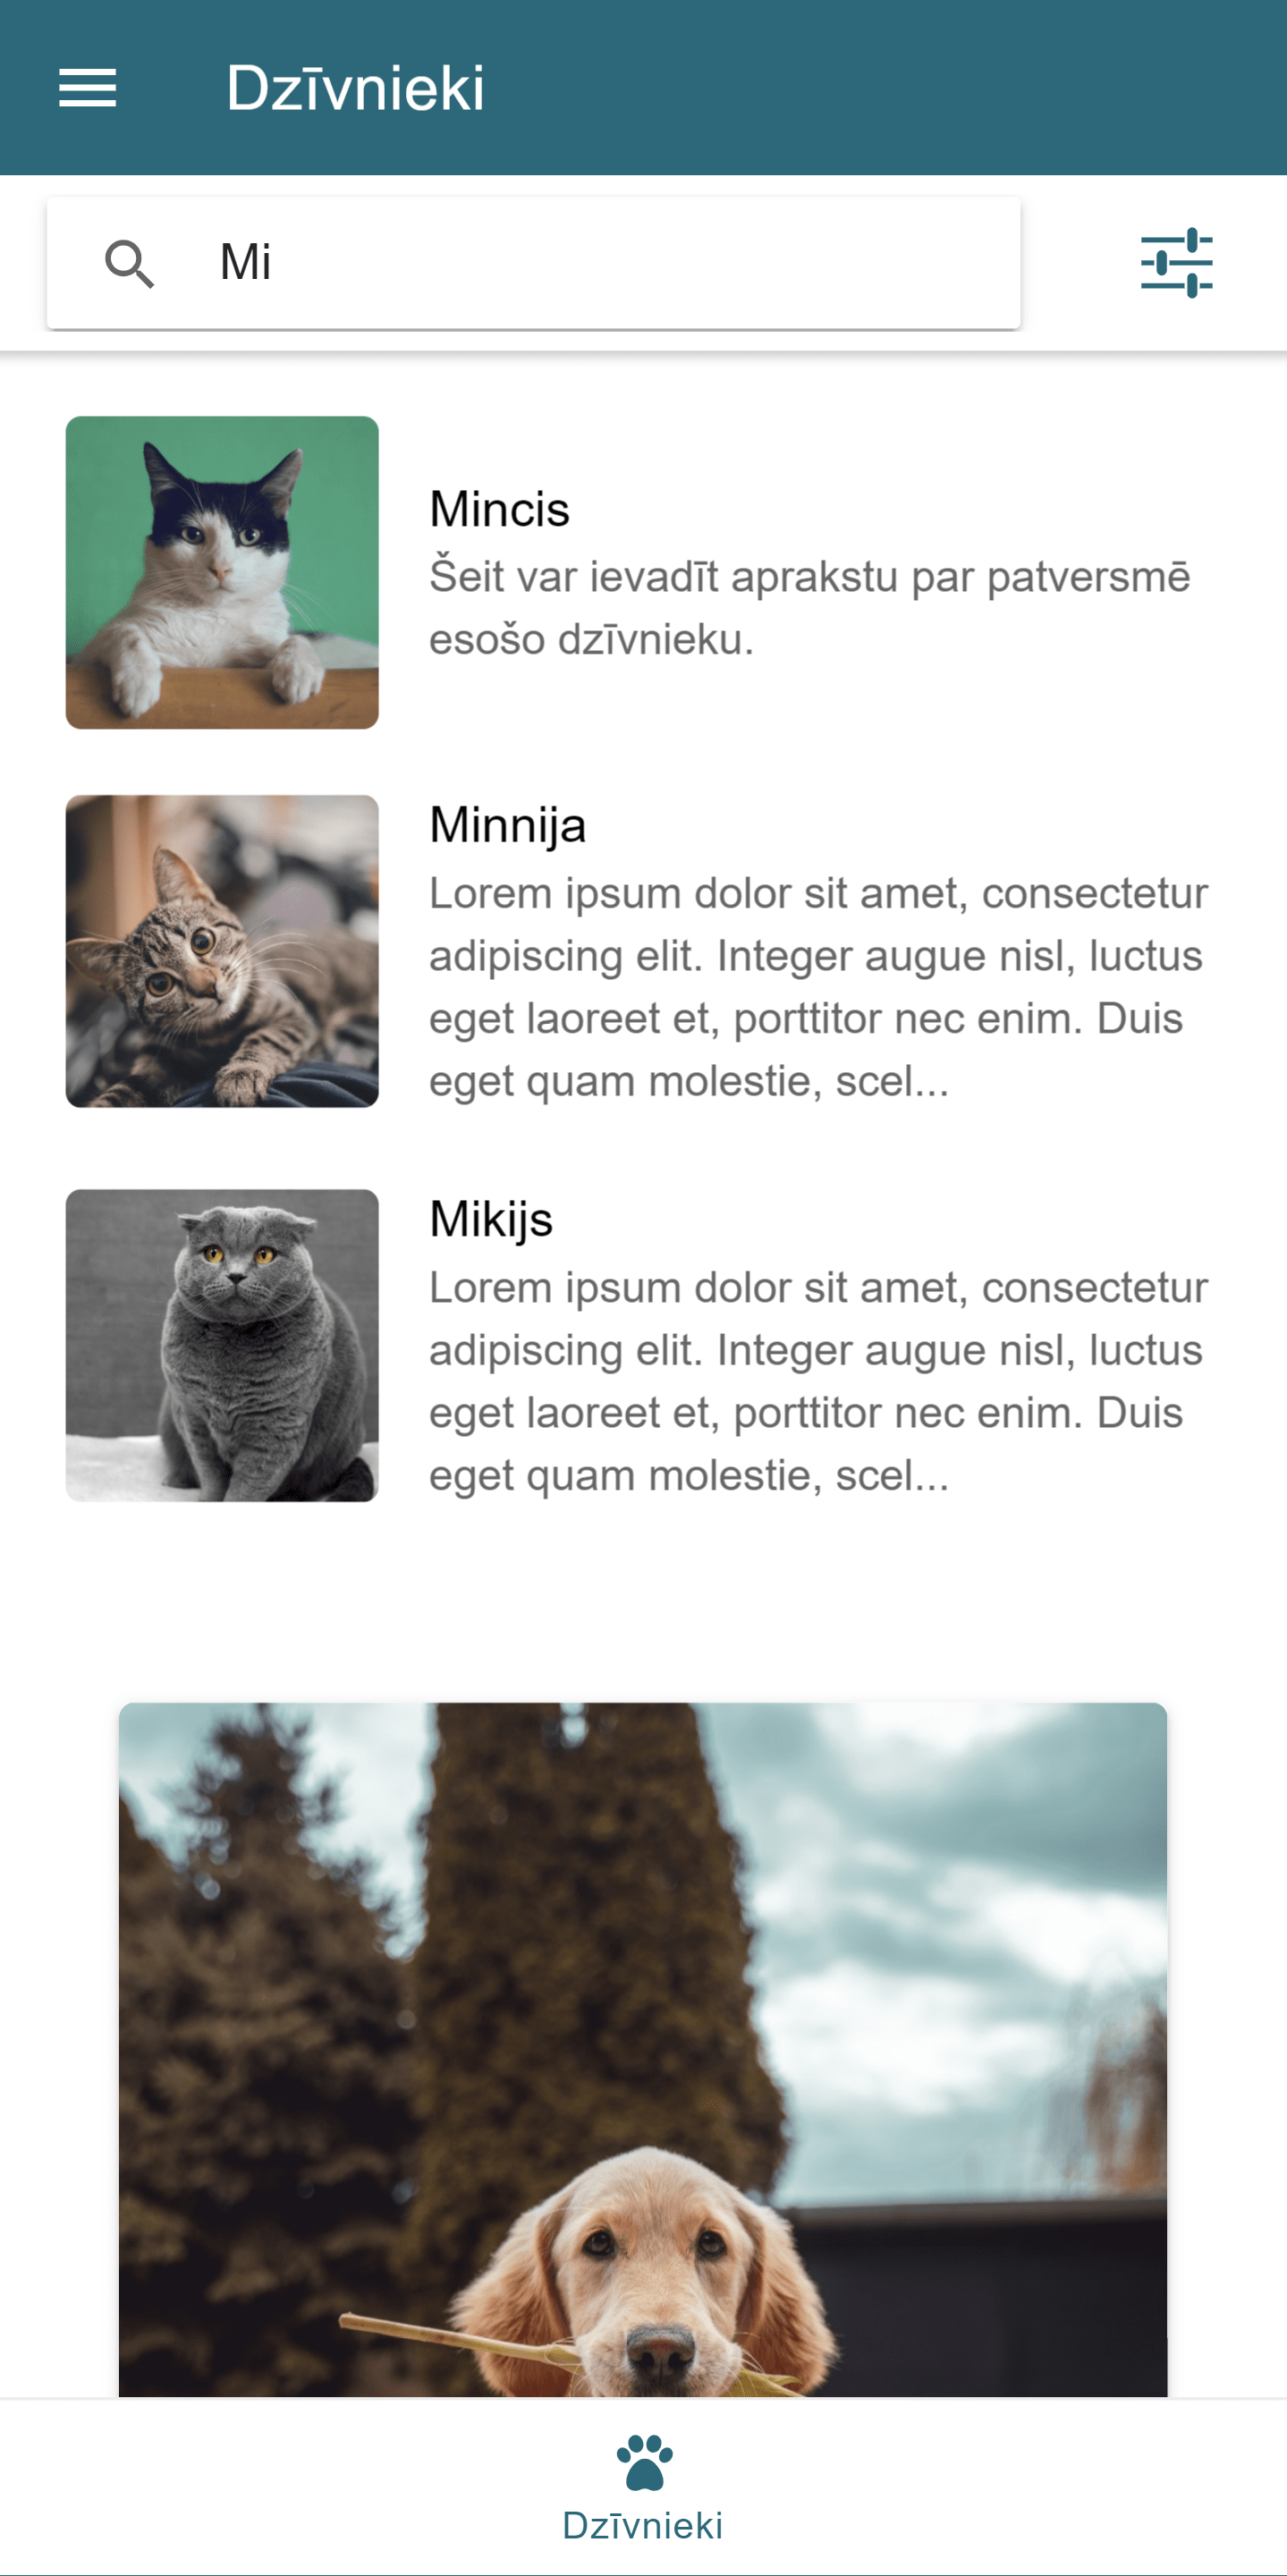 Dzīvnieki
Mi
Mincis
Šeit var ievadīt aprakstu par patversmē
esošo dzīvnieku.
Minnija
Lorem ipsum dolor sit amet, consectetur
adipiscing elit. Integer augue nisl, luctus
eget laoreet et, porttitor nec enim. Duis
eget quam molestie, scel...
Mikijs
Lorem ipsum dolor sit amet, consectetur
adipiscing elit. Integer augue nisl, luctus
eget laoreet et, porttitor nec enim. Duis
eget quam molestie, scel...
Dzīvnieki